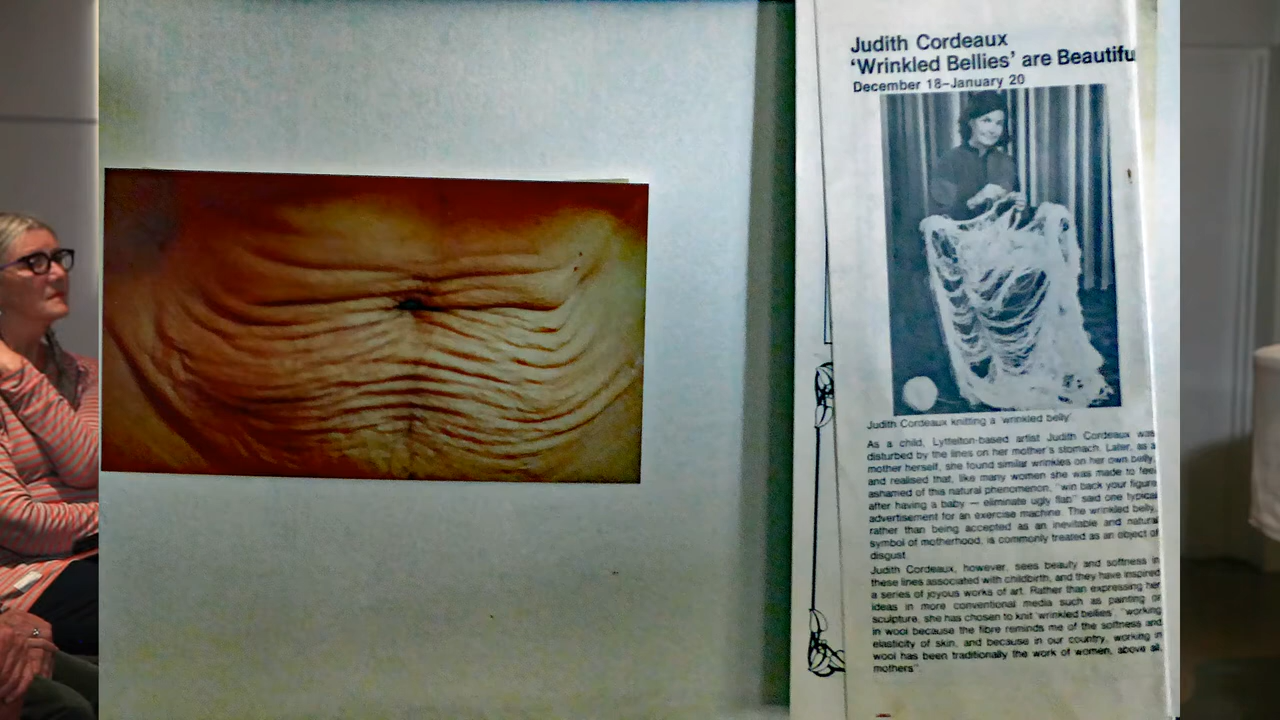 Judith Cordeaux
‘Wrinkled Bellies’ are Beautifu
December 18–January 20
Judith Cordeaux knitting a ‘wrinkled belly’
As a child, Lyttelton-based artist Judith Cordeaux was
disturbed by the lines on her mother's stomach. Later, as a
mother herself, she found similar wrinkles on her own belly,
and realised that, like many women she was made to feel
ashamed of this natural phenomenon, “win back your figure
after having a baby — eliminate ugly flab” said one typical
advertisement for an exercise machine. The wrinkled belly,
rather than being accepted as an inevitable and natural
symbol of motherhood, is commonly treated as an object of
disgust.
Judith Cordeaux, however, sees beauty and softness in
these lines associated with childbirth, and they have inspired
a series of joyous works of art. Rather than expressing her
ideas in more conventional media such as painting or
sculpture, she has chosen to knit ‘wrinkled bellies’, “working
in wool because the fibre reminds me of the softness and
elasticity of skin, and because in our country, working in
wool has been traditionally the work of women, above all,
mothers”